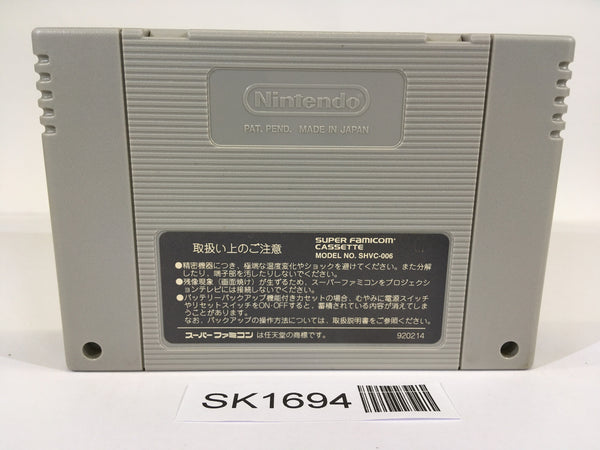 Nintendo
PAT. PEND. MADE IN JAPAN
取扱い上のご注意
SUPER FAMICOM
CASSETTE
MODEL NO. SHVC-006
●精密機器につき、極端な温度変化やショックを避けてください。また分解
したり、端子部を汚したりしないでください。
●残像現象（画面焼け）が生ずるため、スーパーファミコンをプロジェクシ
ョンテレビには接続しないでください。
●バッテリーバックアップ機能付きカセットの場合、むやみに電源スイッチ
やリセットスイッチをON・OFFすると、蓄積されている内容が消えてしま
うことがあります。
なお、バックアップの操作方法については、取扱説明書をご参照ください。
スーパーファミコン は任天堂の商標です。
920214
SK1694